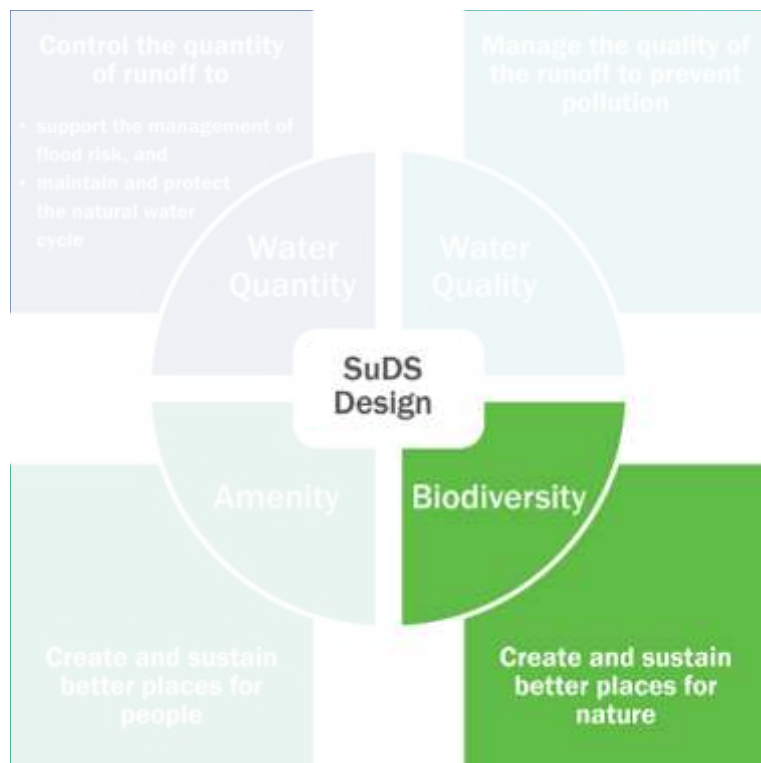 Control the quantity
of runoff to
• support the management of
flood risk, and
• maintain and protect
the natural water
cycle
Manage the quality of
the runoff to prevent
pollution
Water
Quantity
Water
Quality
SuDS
Design
Amenity
Biodiversity
Create and sustain
better places for
people
Create and sustain
better places for
nature